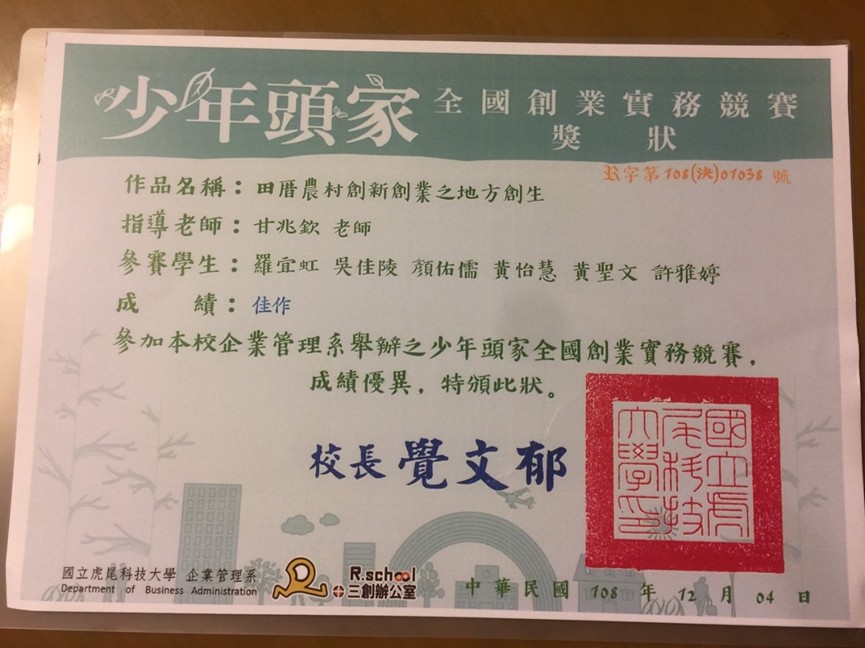 少年頭家 全國創業實務競賽
獎狀
R字第108(決)01038號
作品名稱：田厝農村創新創業之地方創生
指導老師：甘兆欽 老師
參賽學生：羅宜虹 吳佳陵 顏佑儒 黃怡慧 黃聖文 許雅婷
成績：佳作
參加本校企業管理系舉辦之少年頭家全國創業實務競賽，
成績優異，特頒此狀。
校長 覺文郁
國立虎尾科技大學印
國立虎尾科技大學 企業管理系
Department of Business Administration
R.school
三創辦公室
中華民國 108 年 12 月 04 日